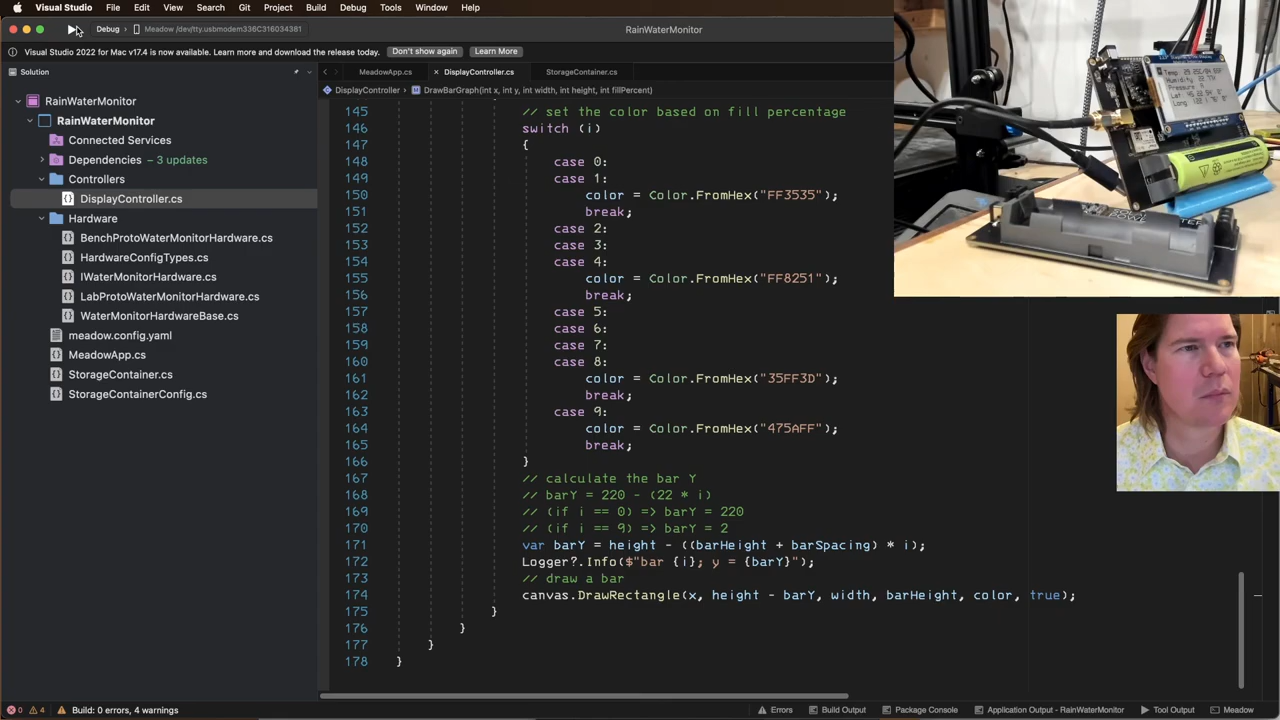 Visual Studio File Edit View Search Git Project Build Debug Tools Window Help
Debug › Meadow /dev/tty.usbmodem336C316034381
RainWaterMonitor
Visual Studio 2022 for Mac v17.4 is now available. Learn more and download the release today. Don't show again Learn More
Solution
MeadowApp.cs × DisplayController.cs StorageContainer.cs
DisplayController › DrawBarGraph(int x, int y, int width, int height, int fillPercent)
RainWaterMonitor
RainWaterMonitor
Connected Services
Dependencies – 3 updates
Controllers
DisplayController.cs
Hardware
BenchProtoWaterMonitorHardware.cs
HardwareConfigTypes.cs
IWaterMonitorHardware.cs
LabProtoWaterMonitorHardware.cs
WaterMonitorHardwareBase.cs
meadow.config.yaml
MeadowApp.cs
StorageContainer.cs
StorageContainerConfig.cs
145 // set the color based on fill percentage
146 switch (i)
147 {
148 case 0:
149 case 1:
150 color = Color.FromHex("FF3535");
151 break;
152 case 2:
153 case 3:
154 case 4:
155 color = Color.FromHex("FF8251");
156 break;
157 case 5:
158 case 6:
159 case 7:
160 case 8:
161 color = Color.FromHex("35FF3D");
162 break;
163 case 9:
164 color = Color.FromHex("475AFF");
165 break;
166 }
167 // calculate the bar Y
168 // barY = 220 - (22 * i)
169 // (if i == 0) => barY = 220
170 // (if i == 9) => barY = 2
171 var barY = height - ((barHeight + barSpacing) * i);
172 Logger?.Info($"bar {i}; y = {barY}");
173 // draw a bar
174 canvas.DrawRectangle(x, height - barY, width, barHeight, color, true);
175 }
176 }
177 }
178 }
Temp:
Humidity
Pressure:
Lat:
Long:
0 4 Build: 0 errors, 4 warnings
Errors Build Output Package Console Application Output - RainWaterMonitor Tool Output Meadow